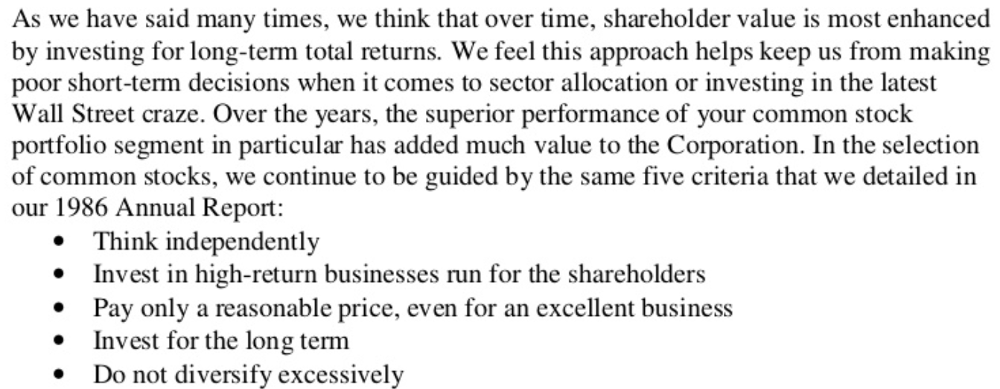 As we have said many times, we think that over time, shareholder value is most enhanced
by investing for long-term total returns. We feel this approach helps keep us from making
poor short-term decisions when it comes to sector allocation or investing in the latest
Wall Street craze. Over the years, the superior performance of your common stock
portfolio segment in particular has added much value to the Corporation. In the selection
of common stocks, we continue to be guided by the same five criteria that we detailed in
our 1986 Annual Report:
• Think independently
• Invest in high-return businesses run for the shareholders
• Pay only a reasonable price, even for an excellent business
• Invest for the long term
• Do not diversify excessively